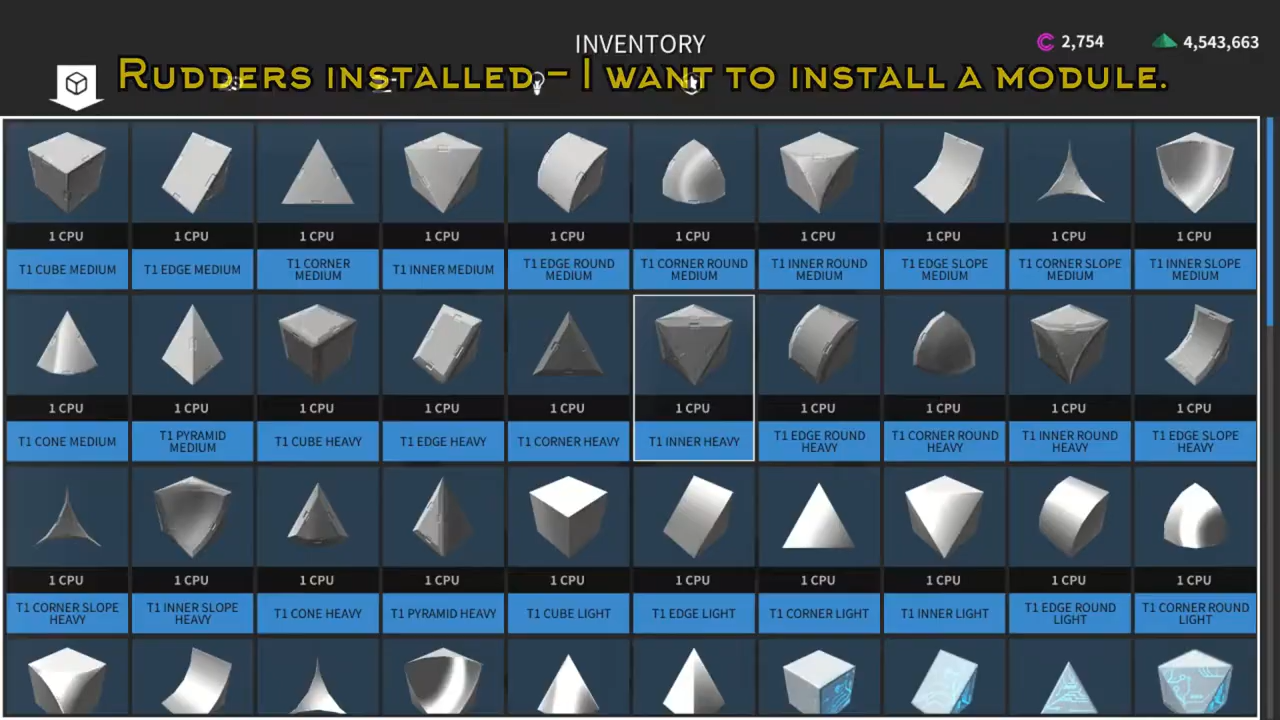 INVENTORY
2,754
4,543,663
Rudders installed - I want to install a module.
1 CPU 1 CPU 1 CPU 1 CPU 1 CPU 1 CPU 1 CPU 1 CPU 1 CPU 1 CPU
T1 CUBE MEDIUM
T1 EDGE MEDIUM
T1 CORNER
MEDIUM
T1 INNER MEDIUM
T1 EDGE ROUND
MEDIUM
T1 CORNER ROUND
MEDIUM
T1 INNER ROUND
MEDIUM
T1 EDGE SLOPE
MEDIUM
T1 CORNER SLOPE
MEDIUM
T1 INNER SLOPE
MEDIUM
1 CPU 1 CPU 1 CPU 1 CPU 1 CPU 1 CPU 1 CPU 1 CPU 1 CPU 1 CPU
T1 CONE MEDIUM
T1 PYRAMID
MEDIUM
T1 CUBE HEAVY
T1 EDGE HEAVY
T1 CORNER HEAVY
T1 INNER HEAVY
T1 EDGE ROUND
HEAVY
T1 CORNER ROUND
HEAVY
T1 INNER ROUND
HEAVY
T1 EDGE SLOPE
HEAVY
1 CPU 1 CPU 1 CPU 1 CPU 1 CPU 1 CPU 1 CPU 1 CPU 1 CPU 1 CPU
T1 CORNER SLOPE
HEAVY
T1 INNER SLOPE
HEAVY
T1 CONE HEAVY
T1 PYRAMID HEAVY
T1 CUBE LIGHT
T1 EDGE LIGHT
T1 CORNER LIGHT
T1 INNER LIGHT
T1 EDGE ROUND
LIGHT
T1 CORNER ROUND
LIGHT